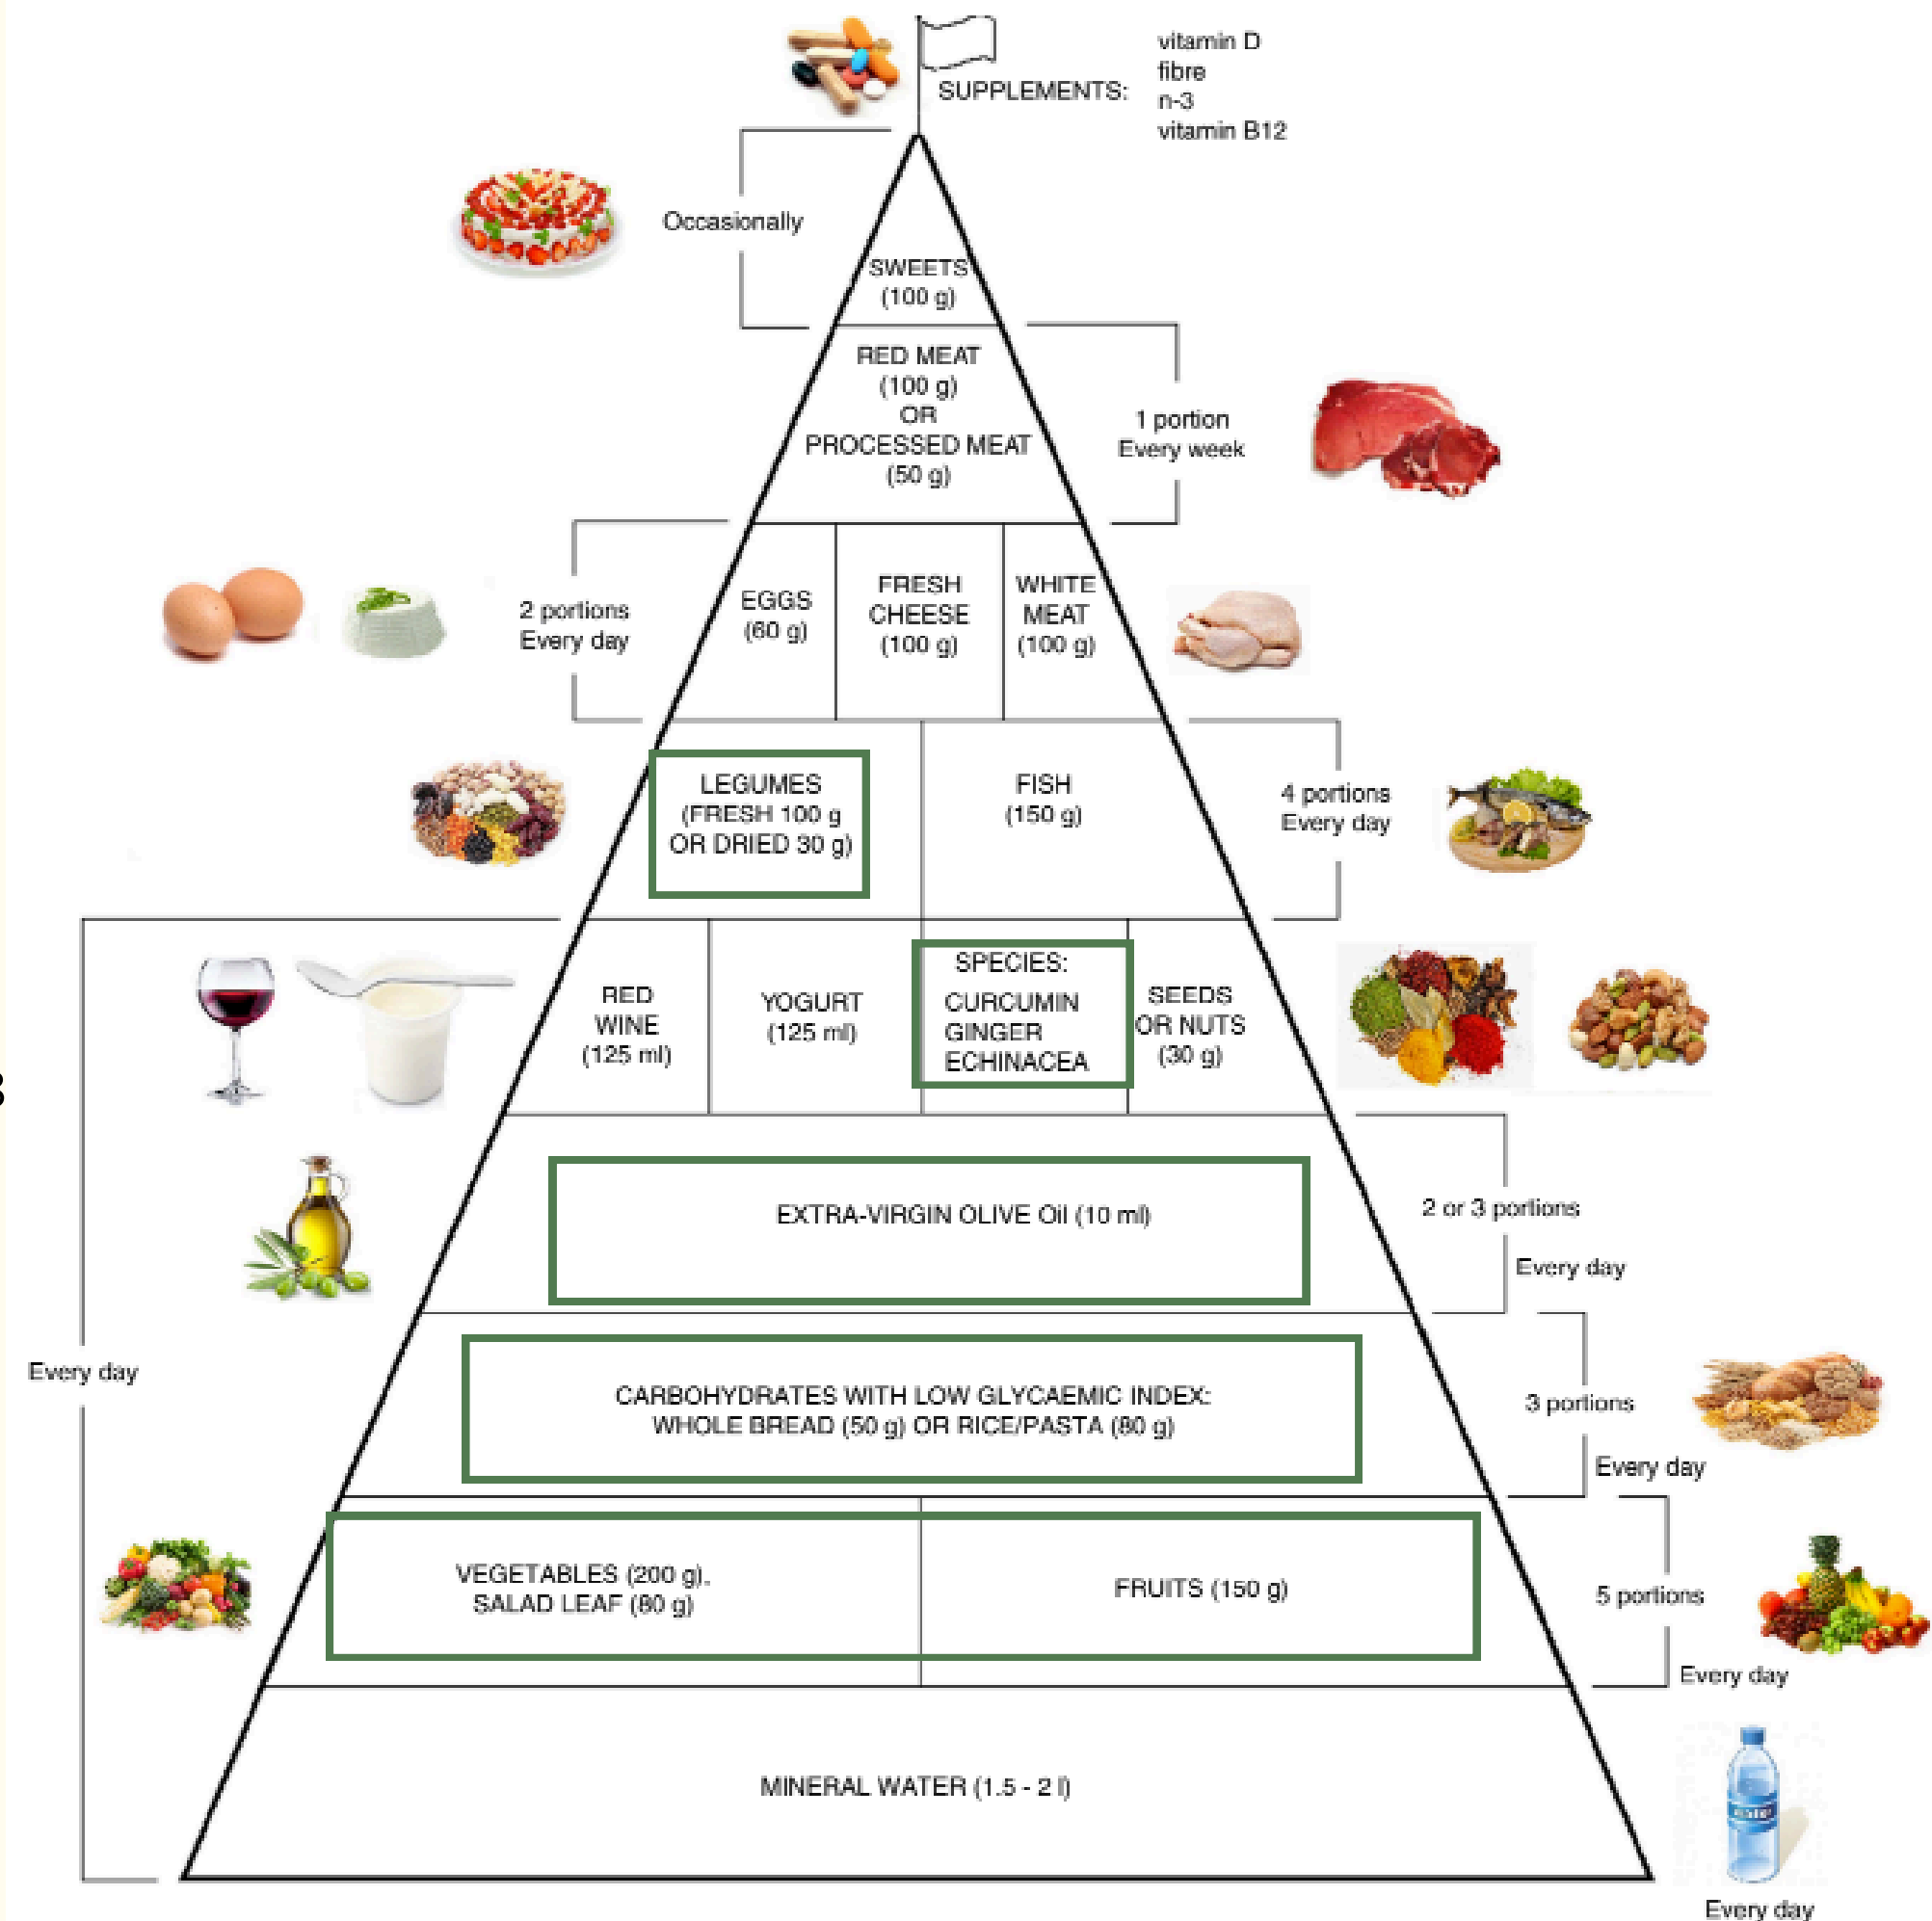 vitamin D
fibre
SUPPLEMENTS:
n-3
vitamin B12
Occasionally
SWEETS
(100 g)
RED MEAT
(100 g)
OR
PROCESSED MEAT
(50 g)
1 portion
Every week
2 portions
Every day
EGGS
(60 g)
FRESH
CHEESE
(100 g)
WHITE
MEAT
(100 g)
LEGUMES
(FRESH 100 g
OR DRIED 30 g)
FISH
(150 g)
4 portions
Every day
RED
WINE
(125 ml)
YOGURT
(125 ml)
SPECIES:
CURCUMIN
GINGER
ECHINACEA
SEEDS
OR NUTS
(30 g)
EXTRA-VIRGIN OLIVE Oil (10 ml)
2 or 3 portions
Every day
Every day
CARBOHYDRATES WITH LOW GLYCAEMIC INDEX:
WHOLE BREAD (50 g) OR RICE/PASTA (80 g)
3 portions
Every day
VEGETABLES (200 g),
SALAD LEAF (80 g)
FRUITS (150 g)
5 portions
Every day
MINERAL WATER (1.5 - 2 l)
water
Every day